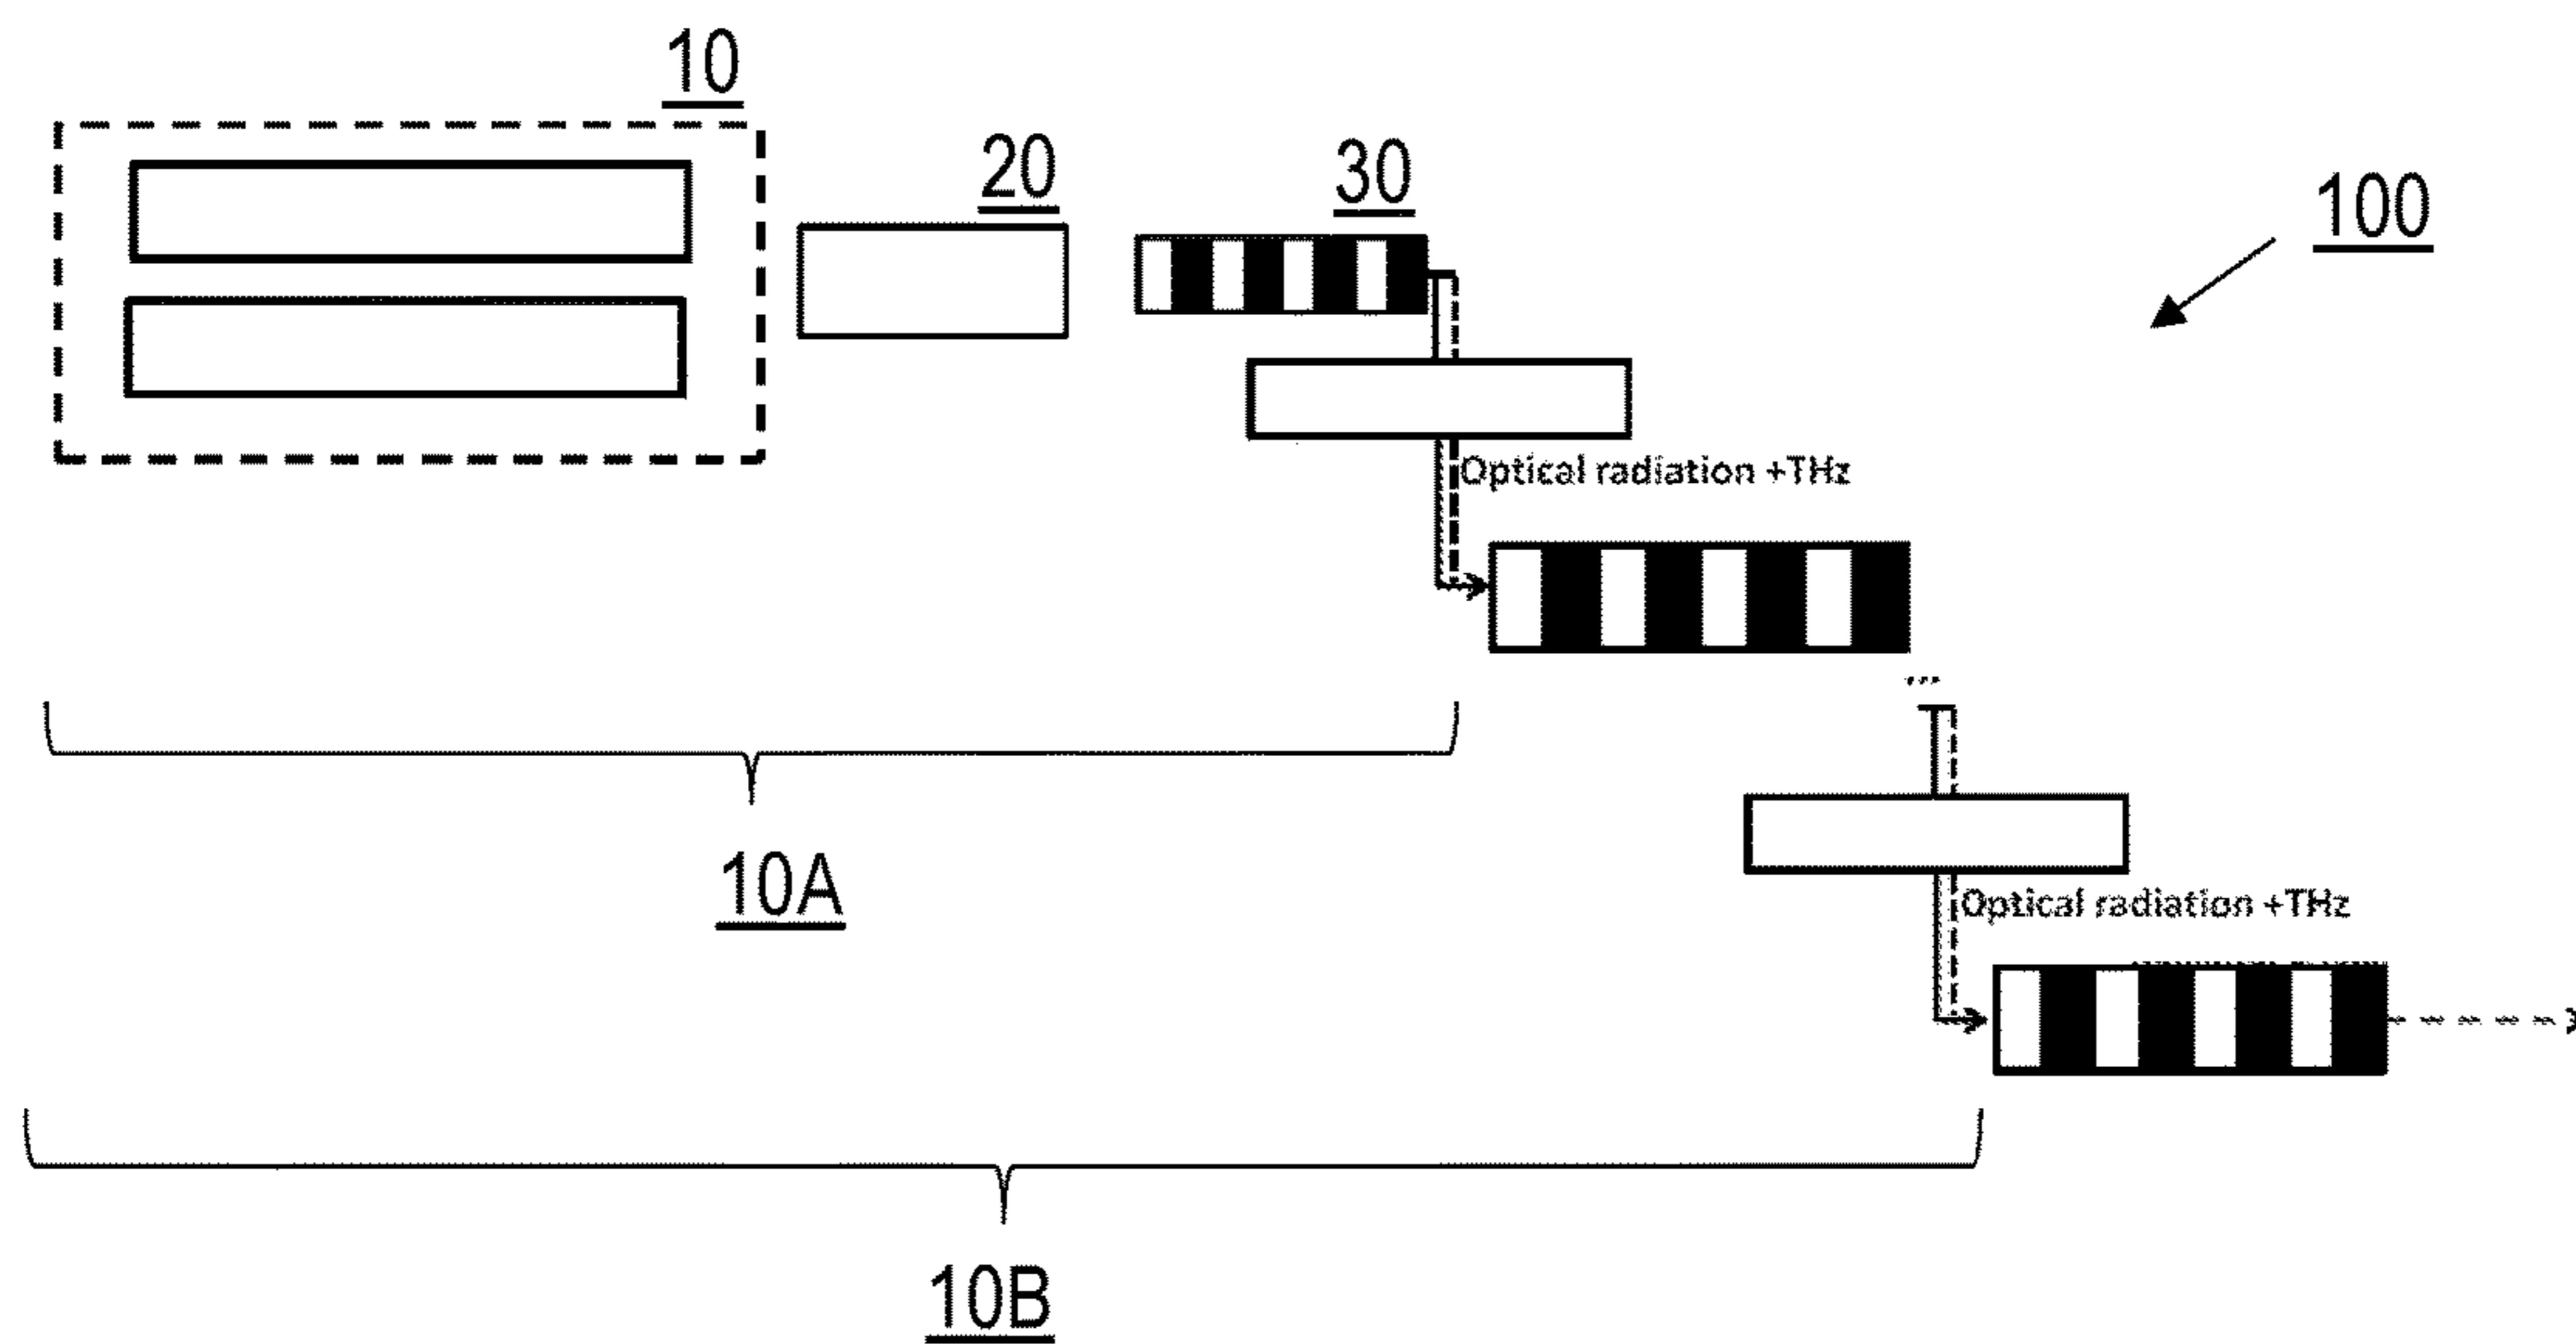 10
20
30
100
Optical radiation +THz
...
10A
Optical radiation +THz
10B